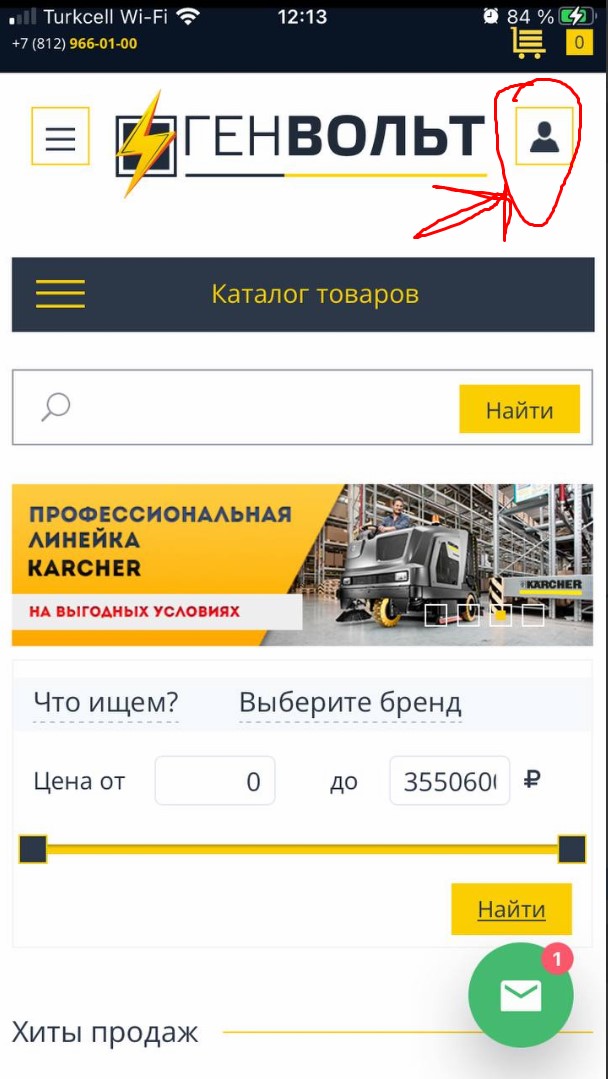 Turkcell Wi-Fi 12:13 84 %
+7 (812) 966-01-00 0
ГЕНВОЛЬТ
Каталог товаров
Найти
ПРОФЕССИОНАЛЬНАЯ
ЛИНЕЙКА
KARCHER
НА ВЫГОДНЫХ УСЛОВИЯХ
KARCHER
Что ищем? Выберите бренд
Цена от 0 до 355060 ₽
Найти
1
Хиты продаж